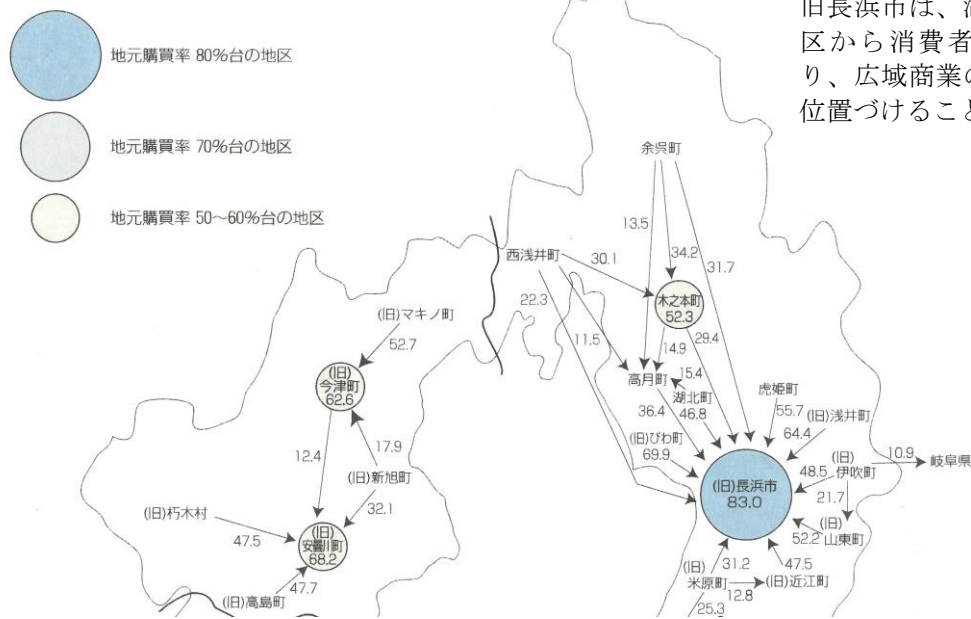 地元購買率 80%台の地区
地元購買率 70%台の地区
地元購買率 50～60%台の地区
旧長浜市は、
区から消費者
り、広域商業の
位置づけること
余呉町
13.5
34.2
31.7
西浅井町
30.1
22.3
11.5
木之本町
52.3
(旧)マキノ町
52.7
14.9
29.4
(旧)
今津町
62.6
高月町
15.4
湖北町
46.8
36.4
虎姫町
55.7
(旧)浅井町
64.4
(旧)びわ町
69.9
12.4
17.9
(旧)新旭町
32.1
(旧)長浜市
83.0
(旧)
伊吹町
48.5
21.7
10.9
岐阜県
(旧)朽木村
47.5
(旧)
安曇川町
68.2
(旧)
山東町
52.2
47.7
(旧)高島町
(旧)
米原町
31.2
12.8
47.5
(旧)近江町
25.3